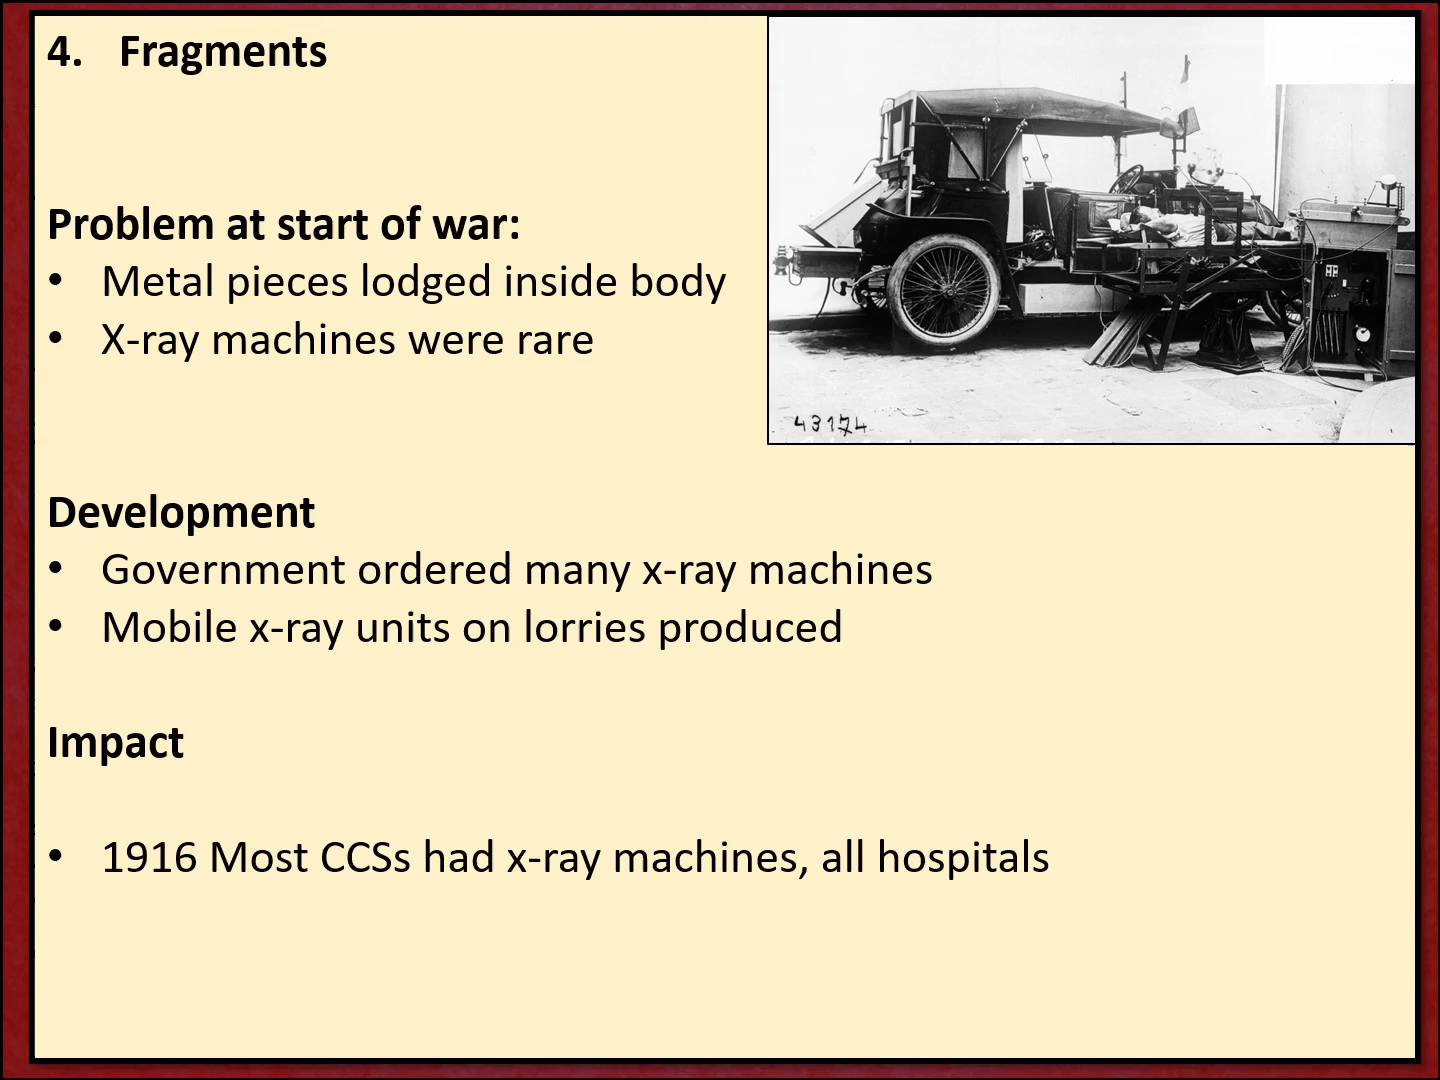 4. Fragments
Problem at start of war:
• Metal pieces lodged inside body
• X-ray machines were rare
43174
Development
• Government ordered many x-ray machines
• Mobile x-ray units on lorries produced
Impact
• 1916 Most CCSs had x-ray machines, all hospitals